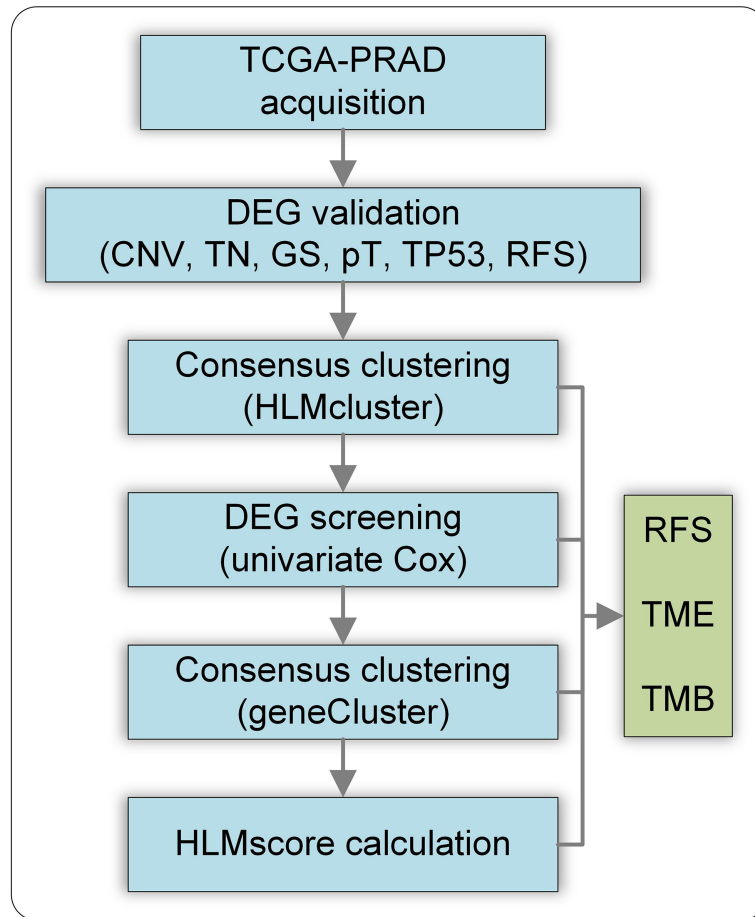 TCGA-PRAD
acquisition
DEG validation
(CNV, TN, GS, pT, TP53, RFS)
Consensus clustering
(HLMcluster)
DEG screening
(univariate Cox)
Consensus clustering
(geneCluster)
HLMscore calculation
RFS
TME
TMB